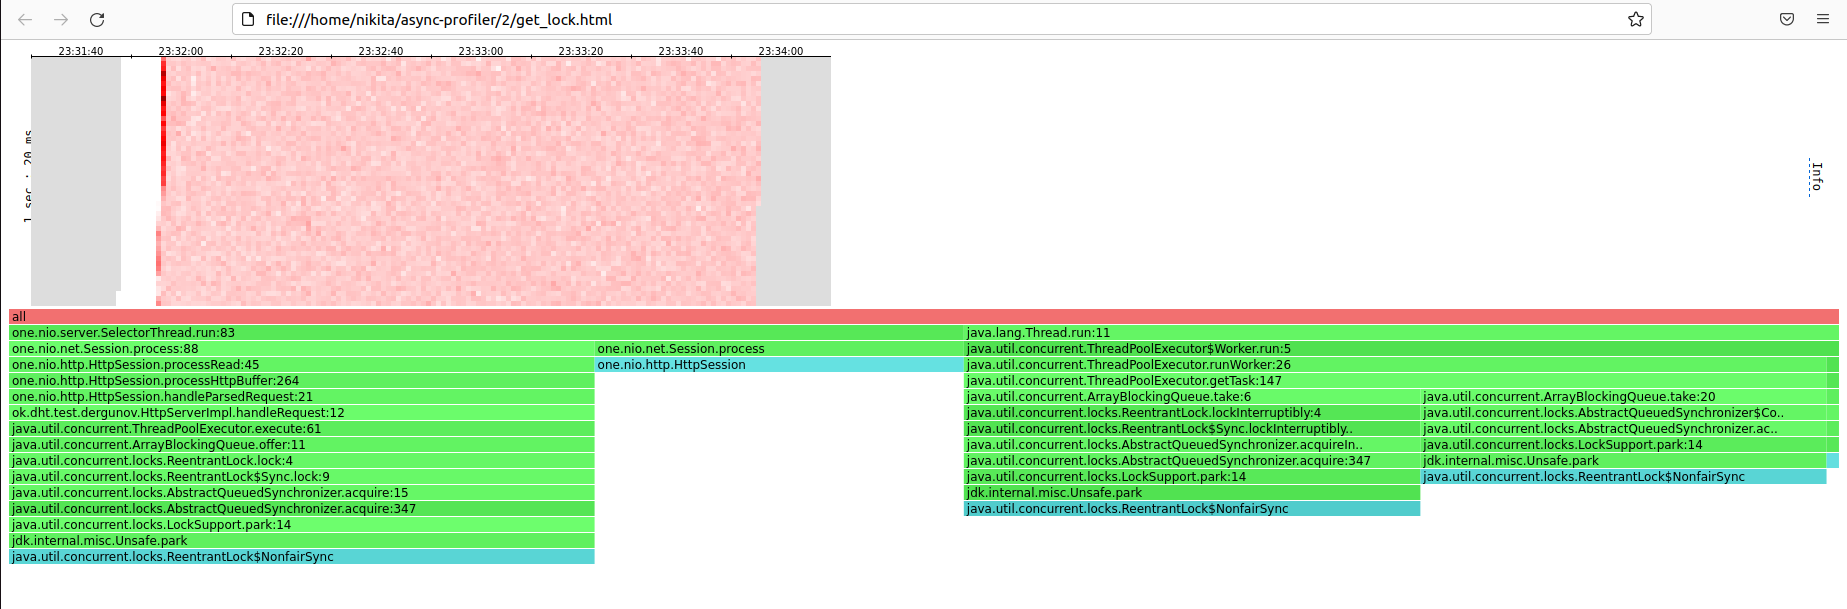 file:///home/nikita/async-profiler/2/get_lock.html
23:31:40 23:32:00 23:32:20 23:32:40 23:33:00 23:33:20 23:33:40 23:34:00
1 sec : 20 ms
Info
all
one.nio.server.SelectorThread.run:83 java.lang.Thread.run:11
one.nio.net.Session.process:88 one.nio.net.Session.process java.util.concurrent.ThreadPoolExecutor$Worker.run:5
one.nio.http.HttpSession.processRead:45 one.nio.http.HttpSession java.util.concurrent.ThreadPoolExecutor.runWorker:26
one.nio.http.HttpSession.processHttpBuffer:264 java.util.concurrent.ThreadPoolExecutor.getTask:147
one.nio.http.HttpSession.handleParsedRequest:21 java.util.concurrent.ArrayBlockingQueue.take:6 java.util.concurrent.ArrayBlockingQueue.take:20
ok.dht.test.dergunov.HttpServerImpl.handleRequest:12 java.util.concurrent.locks.ReentrantLock.lockInterruptibly:4 java.util.concurrent.locks.AbstractQueuedSynchronizer$Co..
java.util.concurrent.ThreadPoolExecutor.execute:61 java.util.concurrent.locks.ReentrantLock$Sync.lockInterruptibly.. java.util.concurrent.locks.AbstractQueuedSynchronizer.ac..
java.util.concurrent.ArrayBlockingQueue.offer:11 java.util.concurrent.locks.AbstractQueuedSynchronizer.acquireIn.. java.util.concurrent.locks.LockSupport.park:14
java.util.concurrent.locks.ReentrantLock.lock:4 java.util.concurrent.locks.AbstractQueuedSynchronizer.acquire:347 jdk.internal.misc.Unsafe.park
java.util.concurrent.locks.ReentrantLock$Sync.lock:9 java.util.concurrent.locks.LockSupport.park:14 java.util.concurrent.locks.ReentrantLock$NonfairSync
java.util.concurrent.locks.AbstractQueuedSynchronizer.acquire:15 jdk.internal.misc.Unsafe.park
java.util.concurrent.locks.AbstractQueuedSynchronizer.acquire:347 java.util.concurrent.locks.ReentrantLock$NonfairSync
java.util.concurrent.locks.LockSupport.park:14
jdk.internal.misc.Unsafe.park
java.util.concurrent.locks.ReentrantLock$NonfairSync